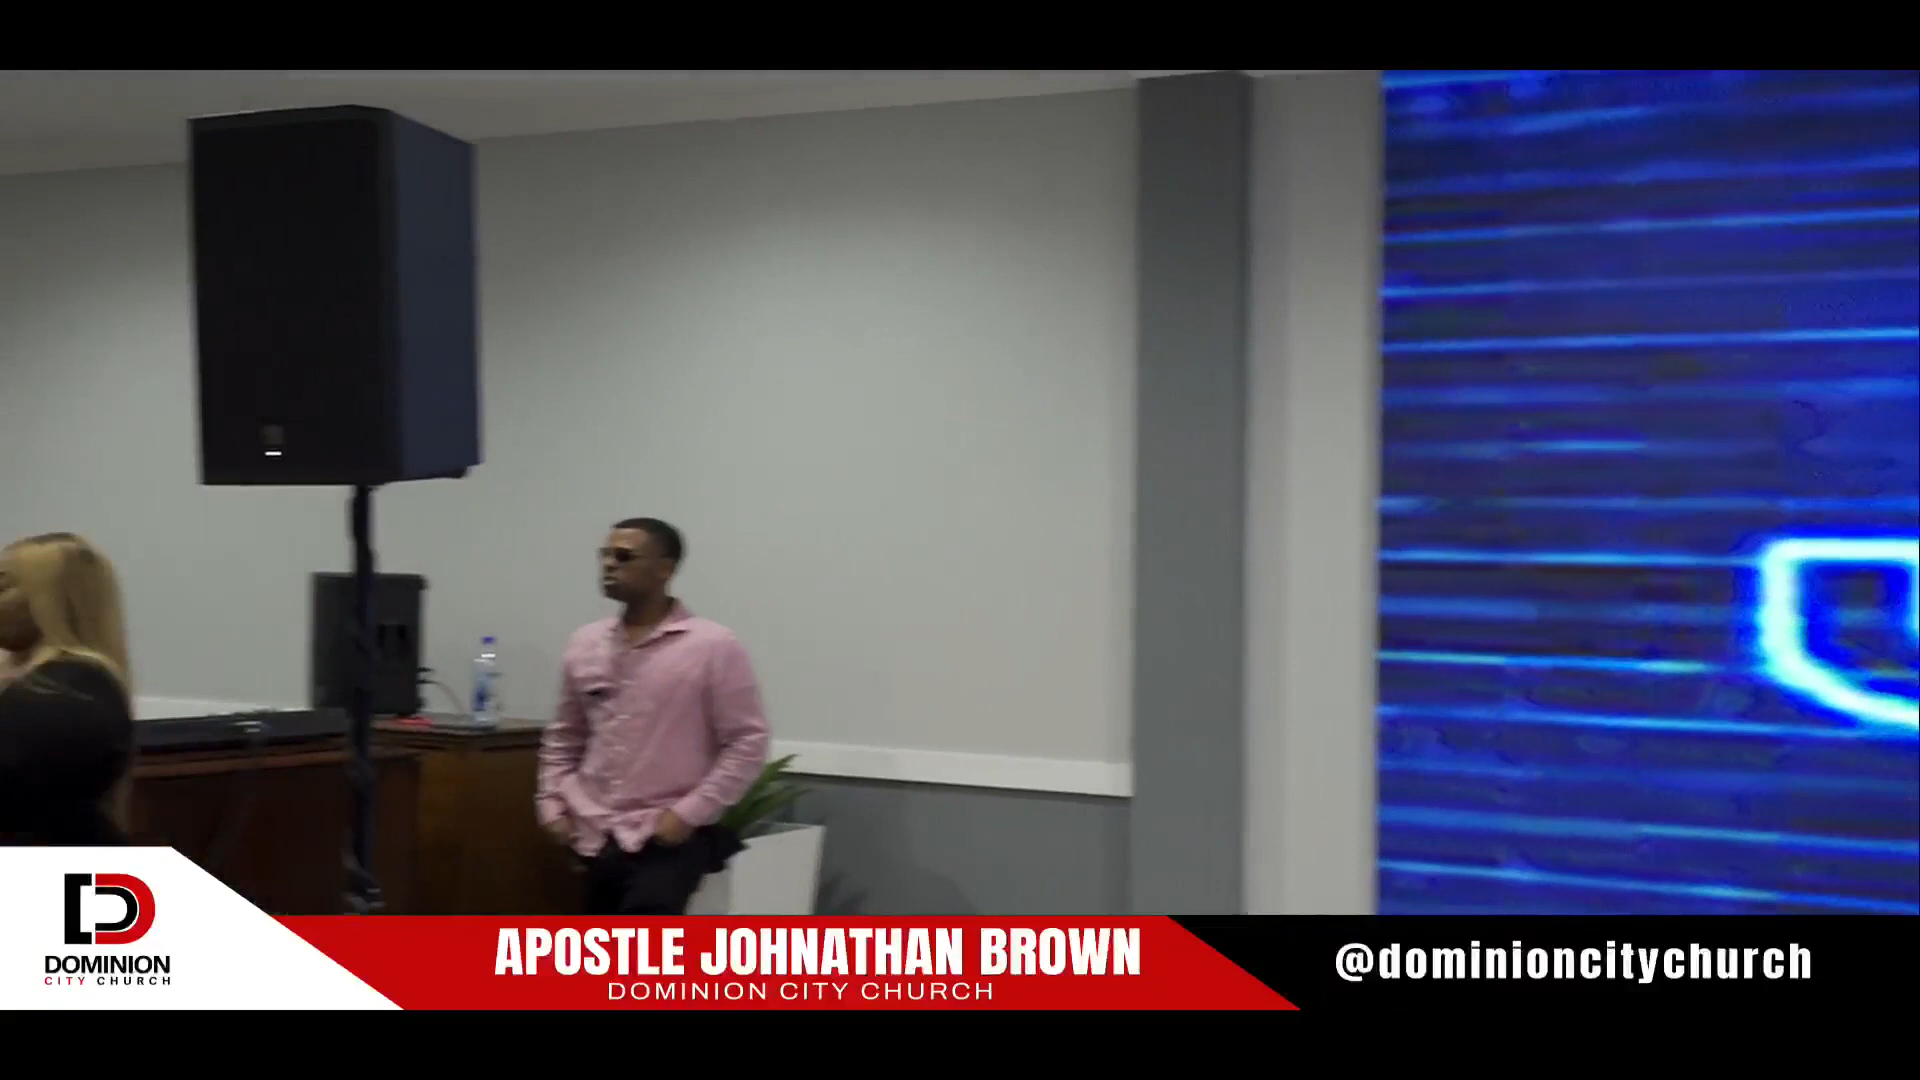 DOMINION
CITY CHURCH
APOSTLE JOHNATHAN BROWN
DOMINION CITY CHURCH
@dominioncitychurch